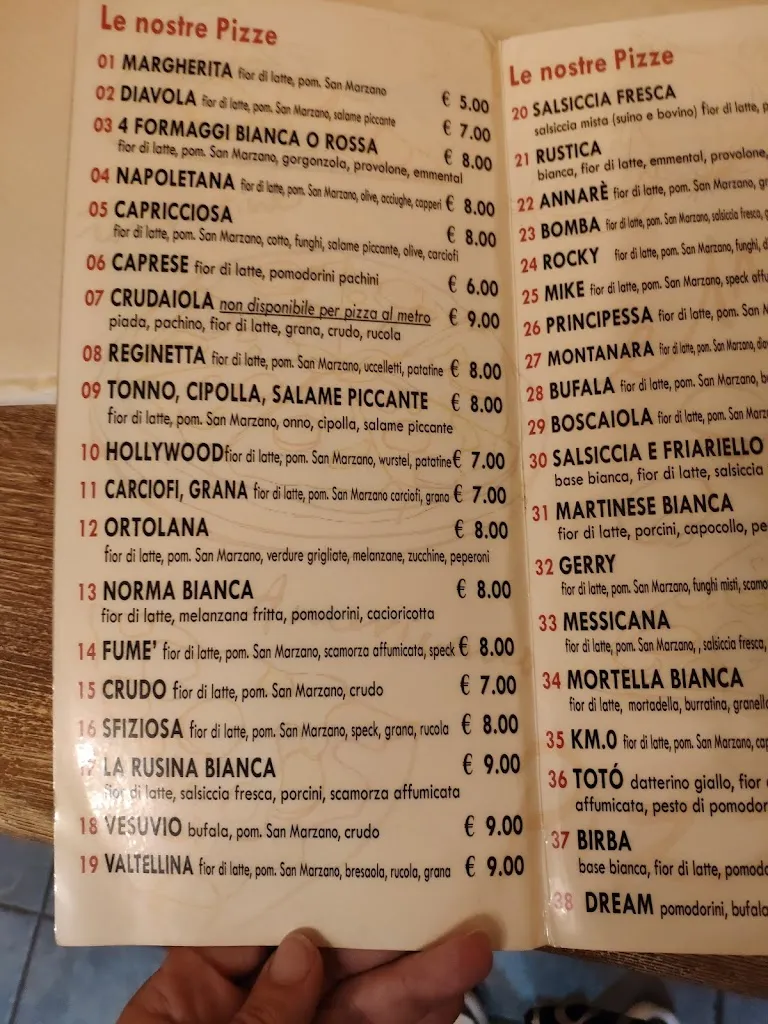 Le nostre Pizze
01 MARGHERITA fior di latte, pom. San Marzano € 5.00
02 DIAVOLA fior di latte, pom. San Marzano, salame piccante € 7.00
03 4 FORMAGGI BIANCA O ROSSA € 8.00
fior di latte, pom. San Marzano, gorgonzola, provolone, emmental
04 NAPOLETANA fior di latte, pom. San Marzano, olive, acciughe, capperi € 8.00
05 CAPRICCIOSA € 8.00
fior di latte, pom. San Marzano, cotto, funghi, salame piccante, olive, carciofi
06 CAPRESE fior di latte, pomodorini pachini € 6.00
07 CRUDAIOLA non disponibile per pizza al metro € 9.00
piada, pachino, fior di latte, grana, crudo, rucola
08 REGINETTA fior di latte, pom. San Marzano, uccelletti, patatine € 8.00
09 TONNO, CIPOLLA, SALAME PICCANTE € 8.00
fior di latte, pom. San Marzano, onno, cipolla, salame piccante
10 HOLLYWOOD fior di latte, pom. San Marzano, wurstel, patatine € 7.00
11 CARCIOFI, GRANA fior di latte, pom. San Marzano carciofi, grana € 7.00
12 ORTOLANA € 8.00
fior di latte, pom. San Marzano, verdure grigliate, melanzane, zucchine, peperoni
13 NORMA BIANCA € 8.00
fior di latte, melanzana fritta, pomodorini, cacioricotta
14 FUME' fior di latte, pom. San Marzano, scamorza affumicata, speck € 8.00
15 CRUDO fior di latte, pom. San Marzano, crudo € 7.00
16 SFIZIOSA fior di latte, pom. San Marzano, speck, grana, rucola € 8.00
17 LA RUSINA BIANCA € 9.00
fior di latte, salsiccia fresca, porcini, scamorza affumicata
18 VESUVIO bufala, pom. San Marzano, crudo € 9.00
19 VALTELLINA fior di latte, pom. San Marzano, bresaola, rucola, grana € 9.00
Le nostre Pizze
20 SALSICCIA FRESCA
salsiccia mista (suino e bovino) fior di latte, p
21 RUSTICA
bianca, fior di latte, emmental, provolone,
22 ANNARÈ fior di latte, pom. San Marzano, gr
23 BOMBA fior di latte, pom. San Marzano, salsiccia fresca, g
24 ROCKY fior di latte, pom. San Marzano, funghi, d
25 MIKE fior di latte, pom. San Marzano, speck affu
26 PRINCIPESSA fior di latte, pom. San M
27 MONTANARA fior di latte, pom. San Marzano, dia
28 BUFALA fior di latte, pom. San Marzano, b
29 BOSCAIOLA fior di latte, pom. San Marz
30 SALSICCIA E FRIARIELLO
base bianca, fior di latte, salsiccia
31 MARTINESE BIANCA
fior di latte, porcini, capocollo, pe
32 GERRY
fior di latte, pom. San Marzano, funghi misti, scamo
33 MESSICANA
fior di latte, pom. San Marzano, , salsiccia fresca,
34 MORTELLA BIANCA
fior di latte, mortadella, burratina, granell
35 KM.0 fior di latte, pom. San Marzano, cap
36 TOTÓ datterino giallo, fior
affumicata, pesto di pomodor
37 BIRBA
base bianca, fior di latte, pomod
38 DREAM pomodorini, bufala